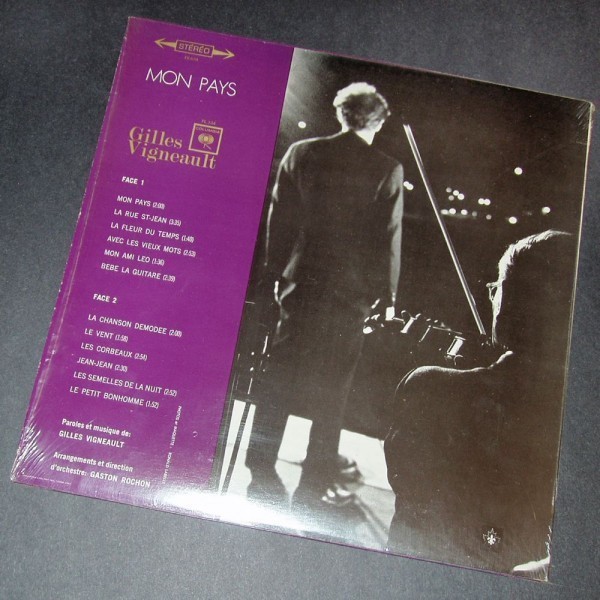 STÉRÉO
MON PAYS
Gilles
Vigneault
COLUMBIA
FACE 1
MON PAYS (2:00)
LA RUE ST-JEAN (3:35)
LA FLEUR DU TEMPS (1:48)
AVEC LES VIEUX MOTS (2:53)
MON AMI LEO (1:36)
BEBE LA GUITARE (2:39)
FACE 2
LA CHANSON DEMODEE (2:08)
LE VENT (1:58)
LES CORBEAUX (2:54)
JEAN-JEAN (2:30)
LES SEMELLES DE LA NUIT (2:52)
LE PETIT BONHOMME (1:52)
Paroles et musique de:
GILLES VIGNEAULT
Arrangements et direction
d'orchestre: GASTON ROCHON